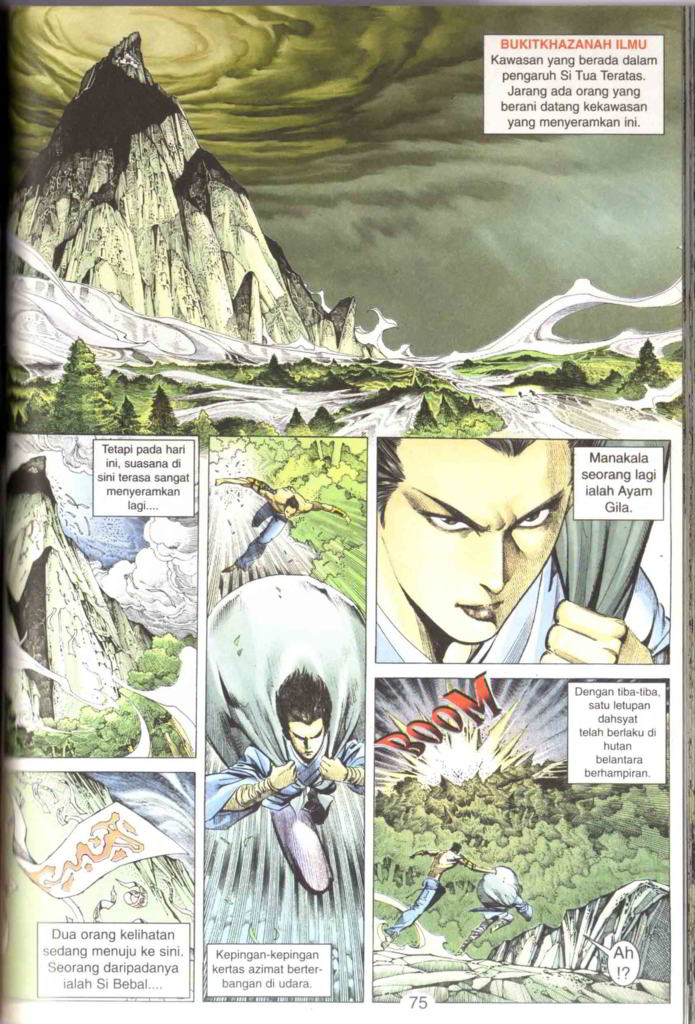 BUKITKHAZANAH ILMU
Kawasan yang berada dalam
pengaruh Si Tua Teratas.
Jarang ada orang yang
berani datang kekawasan
yang menyeramkan ini.
Tetapi pada hari
ini, suasana di
sini terasa sangat
menyeramkan
lagi....
Dua orang kelihatan
sedang menuju ke sini.
Seorang daripadanya
ialah Si Bebal....
Kepingan-kepingan
kertas azimat berter-
bangan di udara.
Manakala
seorang lagi
ialah Ayam
Gila.
Dengan tiba-tiba,
satu letupan
dahsyat
telah berlaku di
hutan
belantara
berhampiran.
BOOM
Ah
!?
75